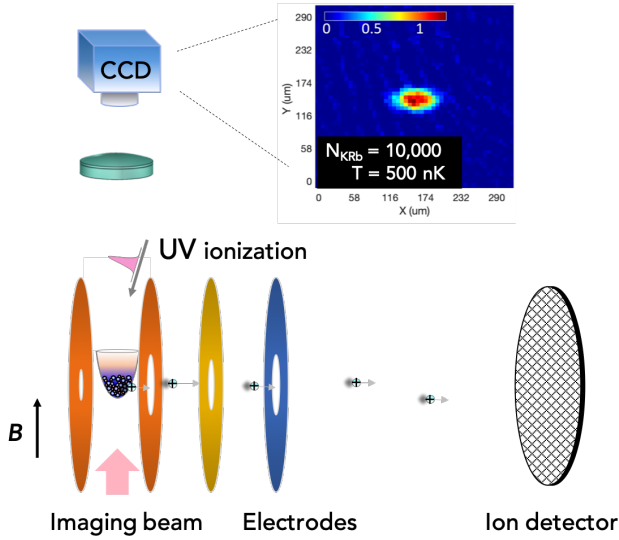 CCD
290
232
174
116
58
0
Y (um)
0 0.5 1
N_KRb = 10,000
T = 500 nK
0 58 116 174 232 290
X (um)
UV ionization
B
Imaging beam
Electrodes
Ion detector